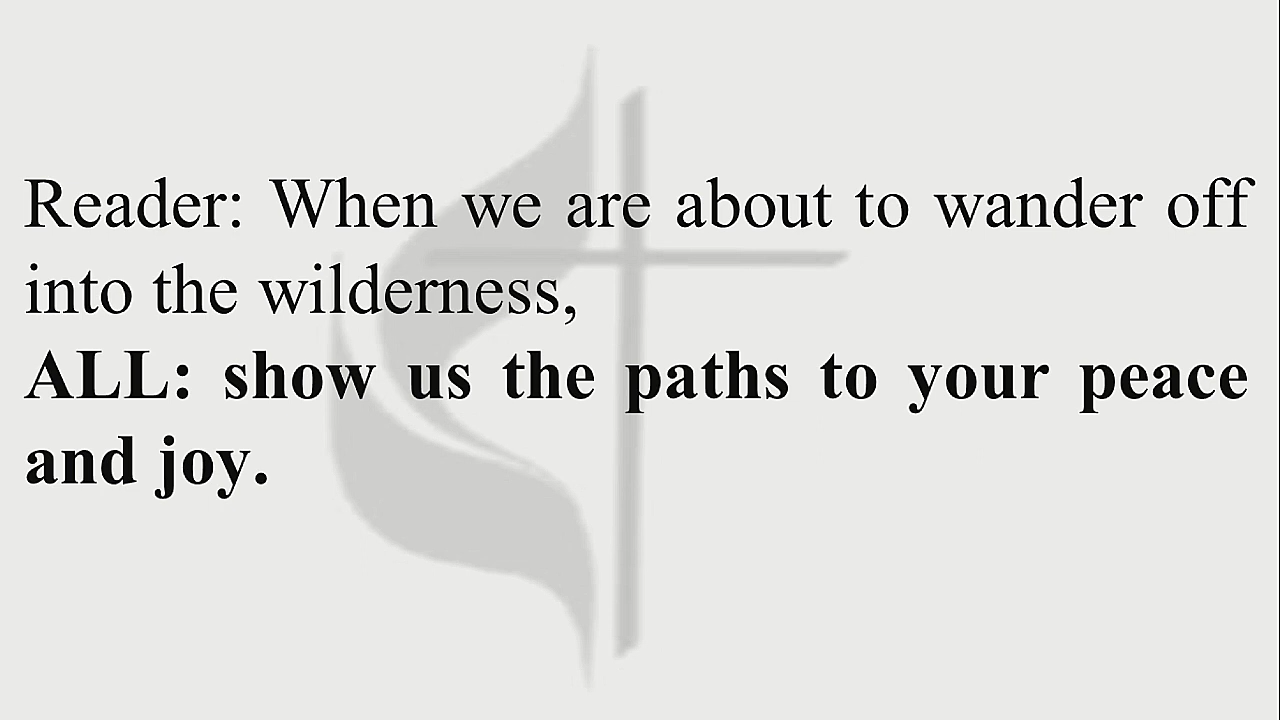 Reader: When we are about to wander off
into the wilderness,
ALL: show us the paths to your peace
and joy.